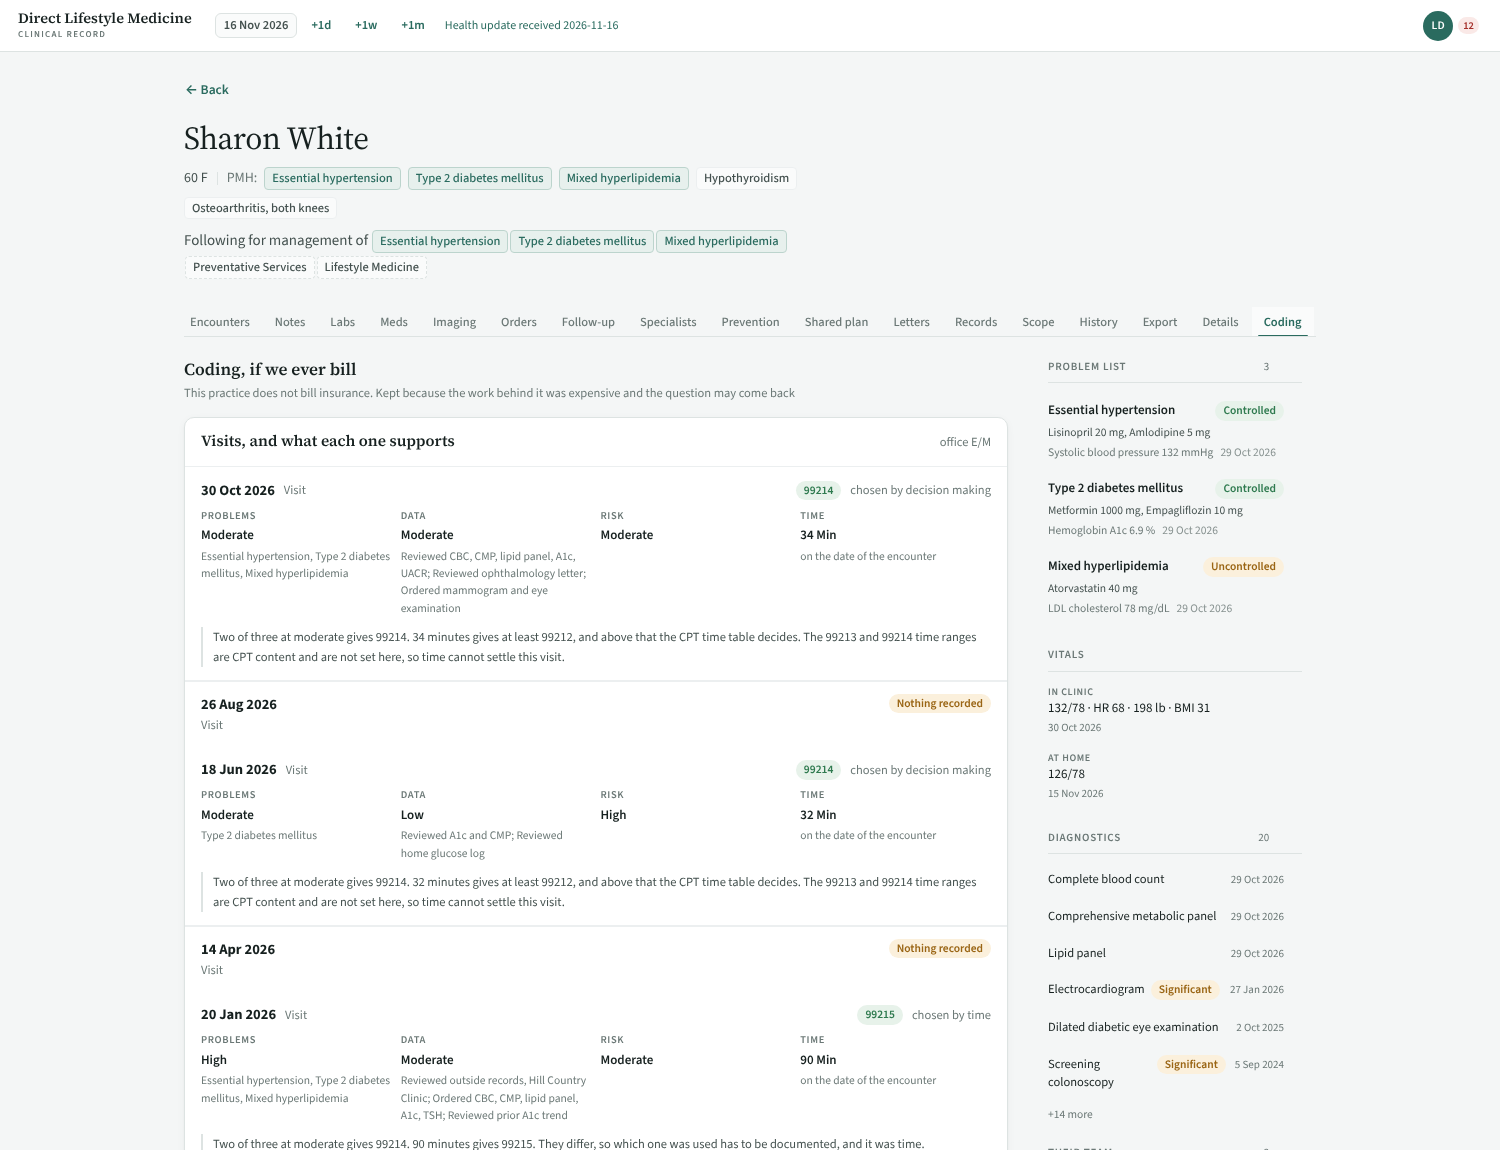 Direct Lifestyle Medicine
CLINICAL RECORD
16 Nov 2026
+1d
+1w
+1m
Health update received 2026-11-16
LD
12
← Back
Sharon White
60 F PMH: Essential hypertension Type 2 diabetes mellitus Mixed hyperlipidemia Hypothyroidism
Osteoarthritis, both knees
Following for management of Essential hypertension Type 2 diabetes mellitus Mixed hyperlipidemia
Preventative Services Lifestyle Medicine
Encounters Notes Labs Meds Imaging Orders Follow-up Specialists Prevention Shared plan Letters Records Scope History Export Details Coding
Coding, if we ever bill
This practice does not bill insurance. Kept because the work behind it was expensive and the question may come back
Visits, and what each one supports
office E/M
30 Oct 2026 Visit
99214 chosen by decision making
PROBLEMS
Moderate
Essential hypertension, Type 2 diabetes
mellitus, Mixed hyperlipidemia
DATA
Moderate
Reviewed CBC, CMP, lipid panel, A1c,
UACR; Reviewed ophthalmology letter;
Ordered mammogram and eye
examination
RISK
Moderate
TIME
34 Min
on the date of the encounter
Two of three at moderate gives 99214. 34 minutes gives at least 99212, and above that the CPT time table decides. The 99213 and 99214 time ranges
are CPT content and are not set here, so time cannot settle this visit.
26 Aug 2026
Visit
Nothing recorded
18 Jun 2026 Visit
99214 chosen by decision making
PROBLEMS
Moderate
Type 2 diabetes mellitus
DATA
Low
Reviewed A1c and CMP; Reviewed
home glucose log
RISK
High
TIME
32 Min
on the date of the encounter
Two of three at moderate gives 99214. 32 minutes gives at least 99212, and above that the CPT time table decides. The 99213 and 99214 time ranges
are CPT content and are not set here, so time cannot settle this visit.
14 Apr 2026
Visit
Nothing recorded
20 Jan 2026 Visit
99215 chosen by time
PROBLEMS
High
Essential hypertension, Type 2 diabetes
mellitus, Mixed hyperlipidemia
DATA
Moderate
Reviewed outside records, Hill Country
Clinic; Ordered CBC, CMP, lipid panel,
A1c, TSH; Reviewed prior A1c trend
RISK
Moderate
TIME
90 Min
on the date of the encounter
Two of three at moderate gives 99214. 90 minutes gives 99215. They differ, so which one was used has to be documented, and it was time.
PROBLEM LIST 3
Essential hypertension Controlled
Lisinopril 20 mg, Amlodipine 5 mg
Systolic blood pressure 132 mmHg 29 Oct 2026
Type 2 diabetes mellitus Controlled
Metformin 1000 mg, Empagliflozin 10 mg
Hemoglobin A1c 6.9 % 29 Oct 2026
Mixed hyperlipidemia Uncontrolled
Atorvastatin 40 mg
LDL cholesterol 78 mg/dL 29 Oct 2026
VITALS
IN CLINIC
132/78 · HR 68 · 198 lb · BMI 31
30 Oct 2026
AT HOME
126/78
15 Nov 2026
DIAGNOSTICS 20
Complete blood count 29 Oct 2026
Comprehensive metabolic panel 29 Oct 2026
Lipid panel 29 Oct 2026
Electrocardiogram Significant 27 Jan 2026
Dilated diabetic eye examination 2 Oct 2025
Screening
colonoscopy
Significant 5 Sep 2024
+14 more